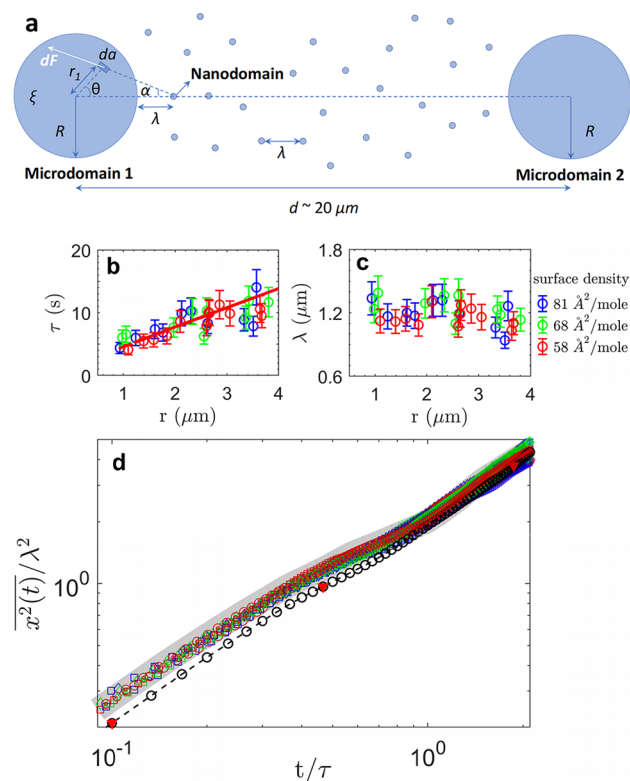 a
dF
da
r₁
θ
ξ
α
Nanodomain
λ
λ
R
R
Microdomain 1
Microdomain 2
d ~ 20 µm
b
20
10
0
τ (s)
1 2 3 4
r (µm)
c
1.8
1.2
0.6
λ (µm)
1 2 3 4
r (µm)
surface density
81 Å²/mole
68 Å²/mole
58 Å²/mole
d
10⁰
x²(t)/λ²
10⁻¹ 10⁰
t/τ